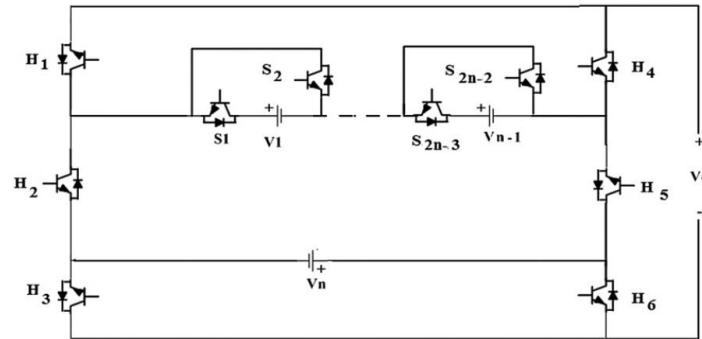 H1
S2
S2n-2
H4
+
+
S1
V1
S2n-3
Vn-1
+
H2
H5
-
+
Vn
H3
H6